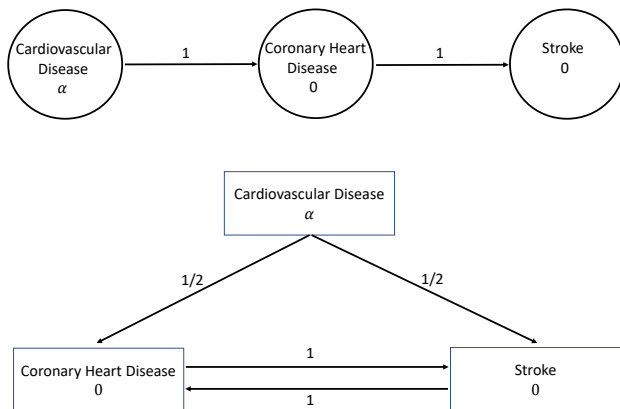 Cardiovascular
Disease
α
1
Coronary Heart
Disease
0
1
Stroke
0
Cardiovascular Disease
α
1/2
1/2
Coronary Heart Disease
0
1
1
Stroke
0